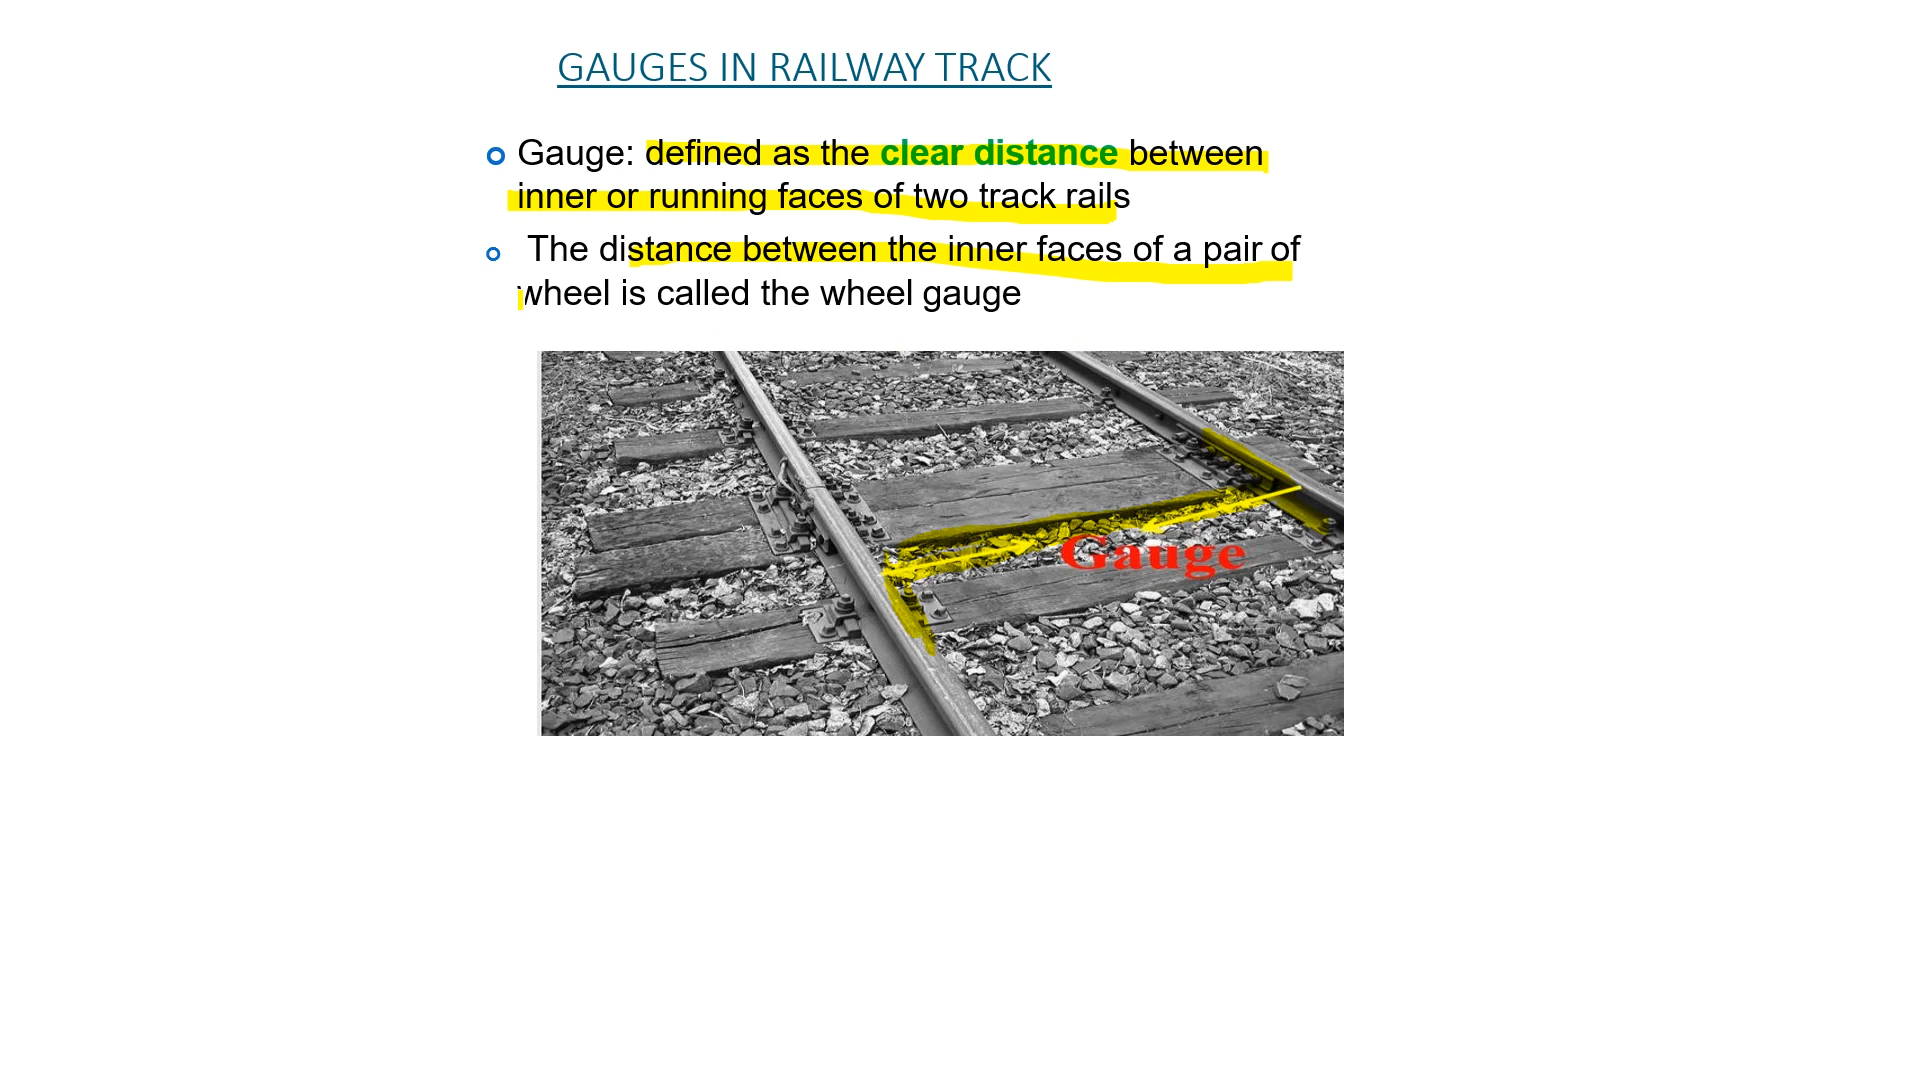 GAUGES IN RAILWAY TRACK
Gauge: defined as the clear distance between
inner or running faces of two track rails
The distance between the inner faces of a pair of
wheel is called the wheel gauge
Gauge